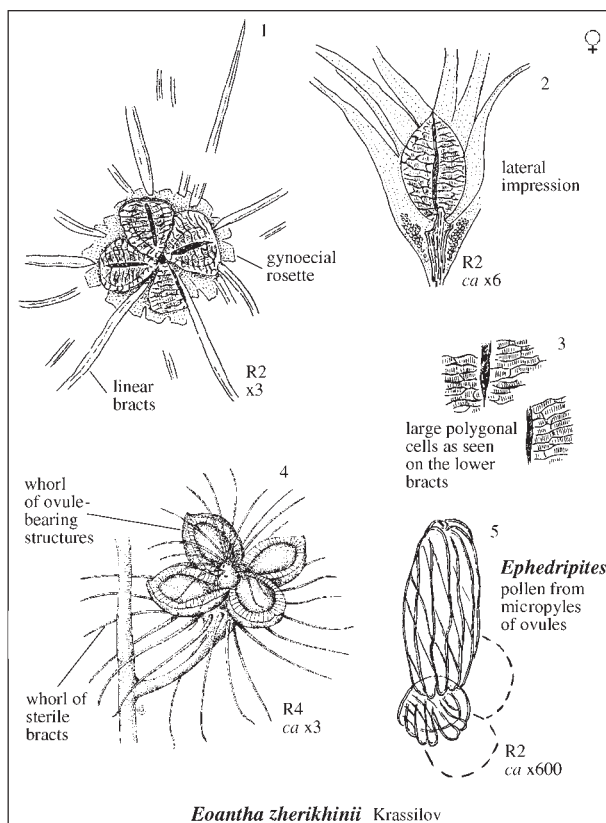 1
♀
2
lateral
impression
gynoecial
rosette
R2
ca x6
R2
x3
linear
bracts
3
large polygonal
cells as seen
on the lower
bracts
4
whorl
of ovule-
bearing
structures
5
Ephedripites
pollen from
micropyles
of ovules
whorl of
sterile
bracts
R4
ca x3
R2
ca x600
Eoantha zherikhinii Krassilov